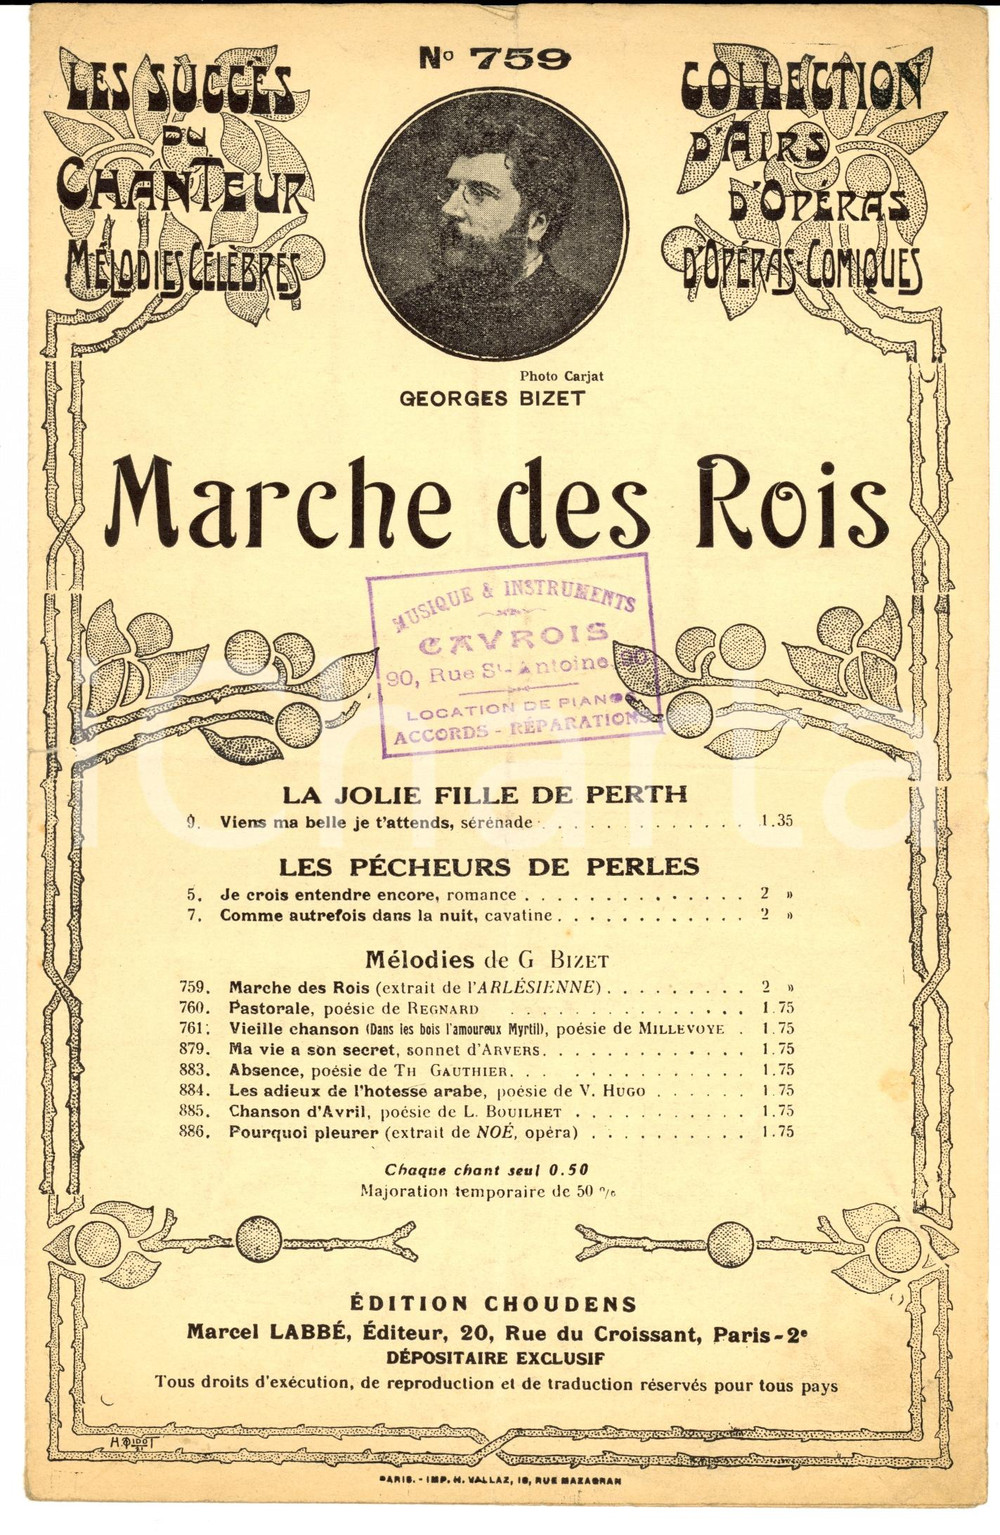 No 759
LES SUCCÈS
DU
CHANTEUR
MÉLODIES CÉLÈBRES
COLLECTION
D'AIRS
D'OPÉRAS
D'OPÉRAS-COMIQUES
Photo Carjat
GEORGES BIZET
Marche des Rois
MUSIQUE & INSTRUMENTS
CAVROIS
90, Rue St-Antoine, 90
LOCATION DE PIANOS
ACCORDS - RÉPARATIONS
LA JOLIE FILLE DE PERTH
9. Viens ma belle je t'attends, sérénade . . . . . . . . . . . . . 1.35
LES PÉCHEURS DE PERLES
5. Je crois entendre encore, romance . . . . . . . . . . . . . . 2 »
7. Comme autrefois dans la nuit, cavatine . . . . . . . . . . . . 2 »
Mélodies de G BIZET
759. Marche des Rois (extrait de l'ARLÉSIENNE) . . . . . . . . . 2 »
760. Pastorale, poésie de REGNARD . . . . . . . . . . . . . 1.75
761. Vieille chanson (Dans les bois l'amoureux Myrtil), poésie de MILLEVOYE . 1.75
879. Ma vie a son secret, sonnet d'ARVERS . . . . . . . . . . . . 1.75
883. Absence, poésie de TH GAUTHIER . . . . . . . . . . . . . 1.75
884. Les adieux de l'hotesse arabe, poésie de V. HUGO . . . . . . 1.75
885. Chanson d'Avril, poésie de L. BOUILHET . . . . . . . . . . 1.75
886. Pourquoi pleurer (extrait de NOÉ, opéra) . . . . . . . . . . 1.75
Chaque chant seul 0.50
Majoration temporaire de 50 %
ÉDITION CHOUDENS
Marcel LABBÉ, Éditeur, 20, Rue du Croissant, Paris-2e
DÉPOSITAIRE EXCLUSIF
Tous droits d'exécution, de reproduction et de traduction réservés pour tous pays
H. DIDOT
PARIS. - IMP. H. VALLAZ, 18, RUE MAZAGRAN